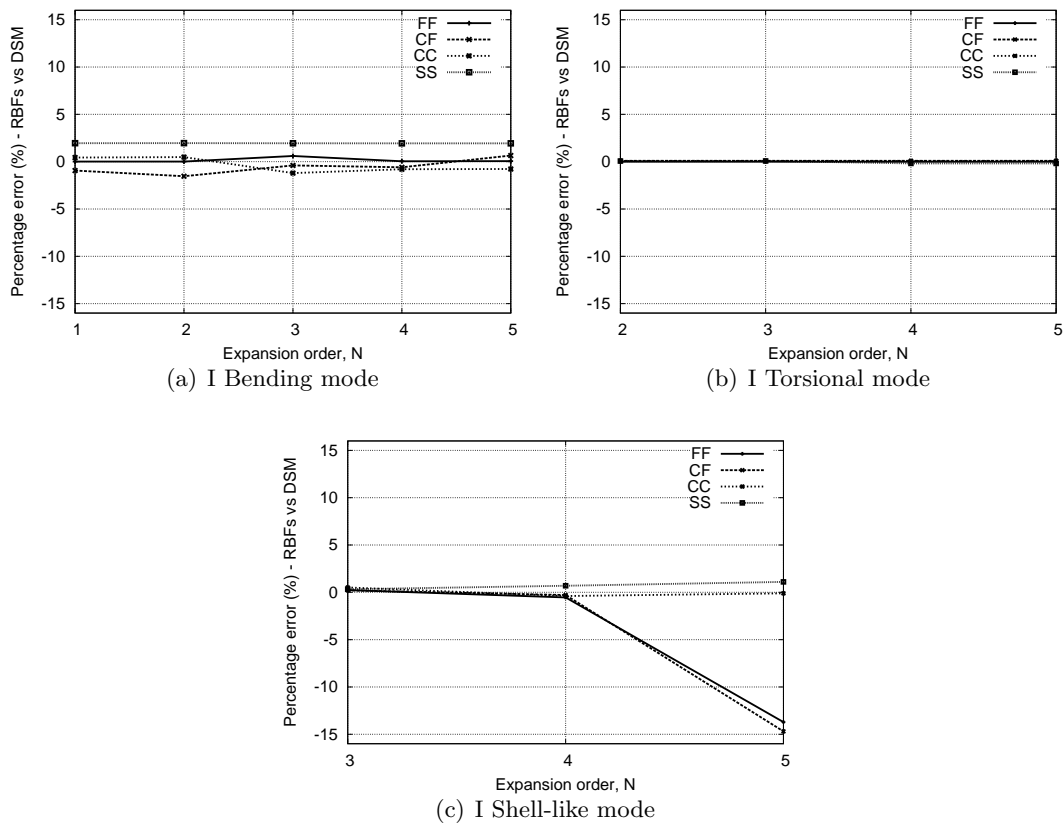 Percentage error (%) - RBFs vs DSM
15
10
5
0
-5
-10
-15
1 2 3 4 5
Expansion order, N
FF
CF
CC
SS
(a) I Bending mode
Percentage error (%) - RBFs vs DSM
15
10
5
0
-5
-10
-15
2 3 4 5
Expansion order, N
FF
CF
CC
SS
(b) I Torsional mode
Percentage error (%) - RBFs vs DSM
15
10
5
0
-5
-10
-15
3 4 5
Expansion order, N
FF
CF
CC
SS
(c) I Shell-like mode